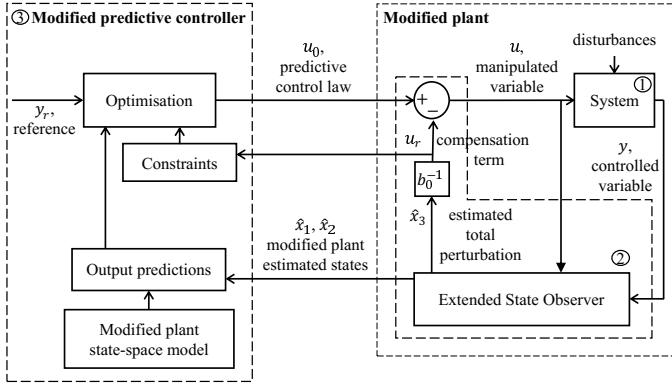 ③ Modified predictive controller
Modified plant
u₀,
predictive
control law
u,
manipulated
variable
disturbances
Optimisation
yᵣ,
reference
+
−
System
①
Constraints
uᵣ
compensation
term
y,
controlled
variable
b₀⁻¹
x̂₃
estimated
total
perturbation
x̂₁, x̂₂
modified plant
estimated states
②
Output predictions
Extended State Observer
Modified plant
state-space model